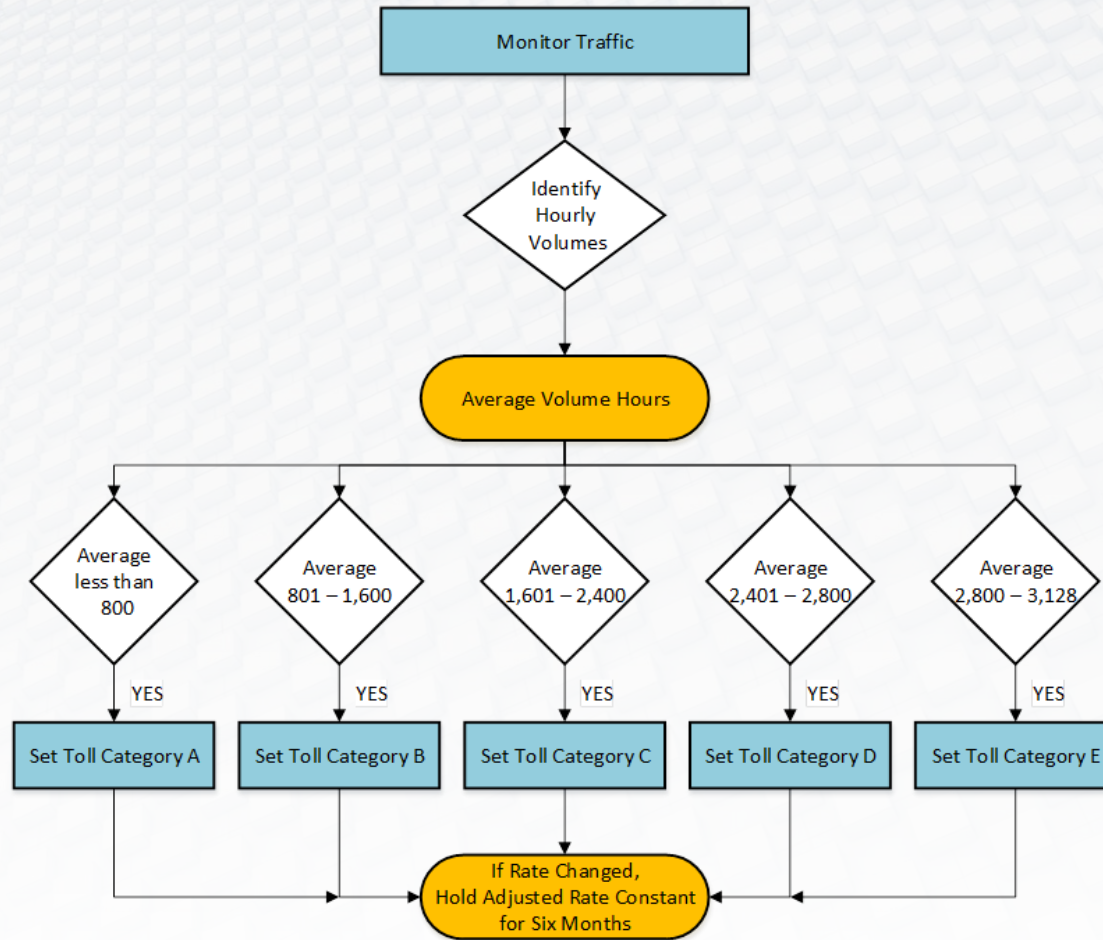 Monitor Traffic
Identify
Hourly
Volumes
Average Volume Hours
Average
less than
800
Average
801 – 1,600
Average
1,601 – 2,400
Average
2,401 – 2,800
Average
2,800 – 3,128
YES
YES
YES
YES
YES
Set Toll Category A
Set Toll Category B
Set Toll Category C
Set Toll Category D
Set Toll Category E
If Rate Changed,
Hold Adjusted Rate Constant
for Six Months